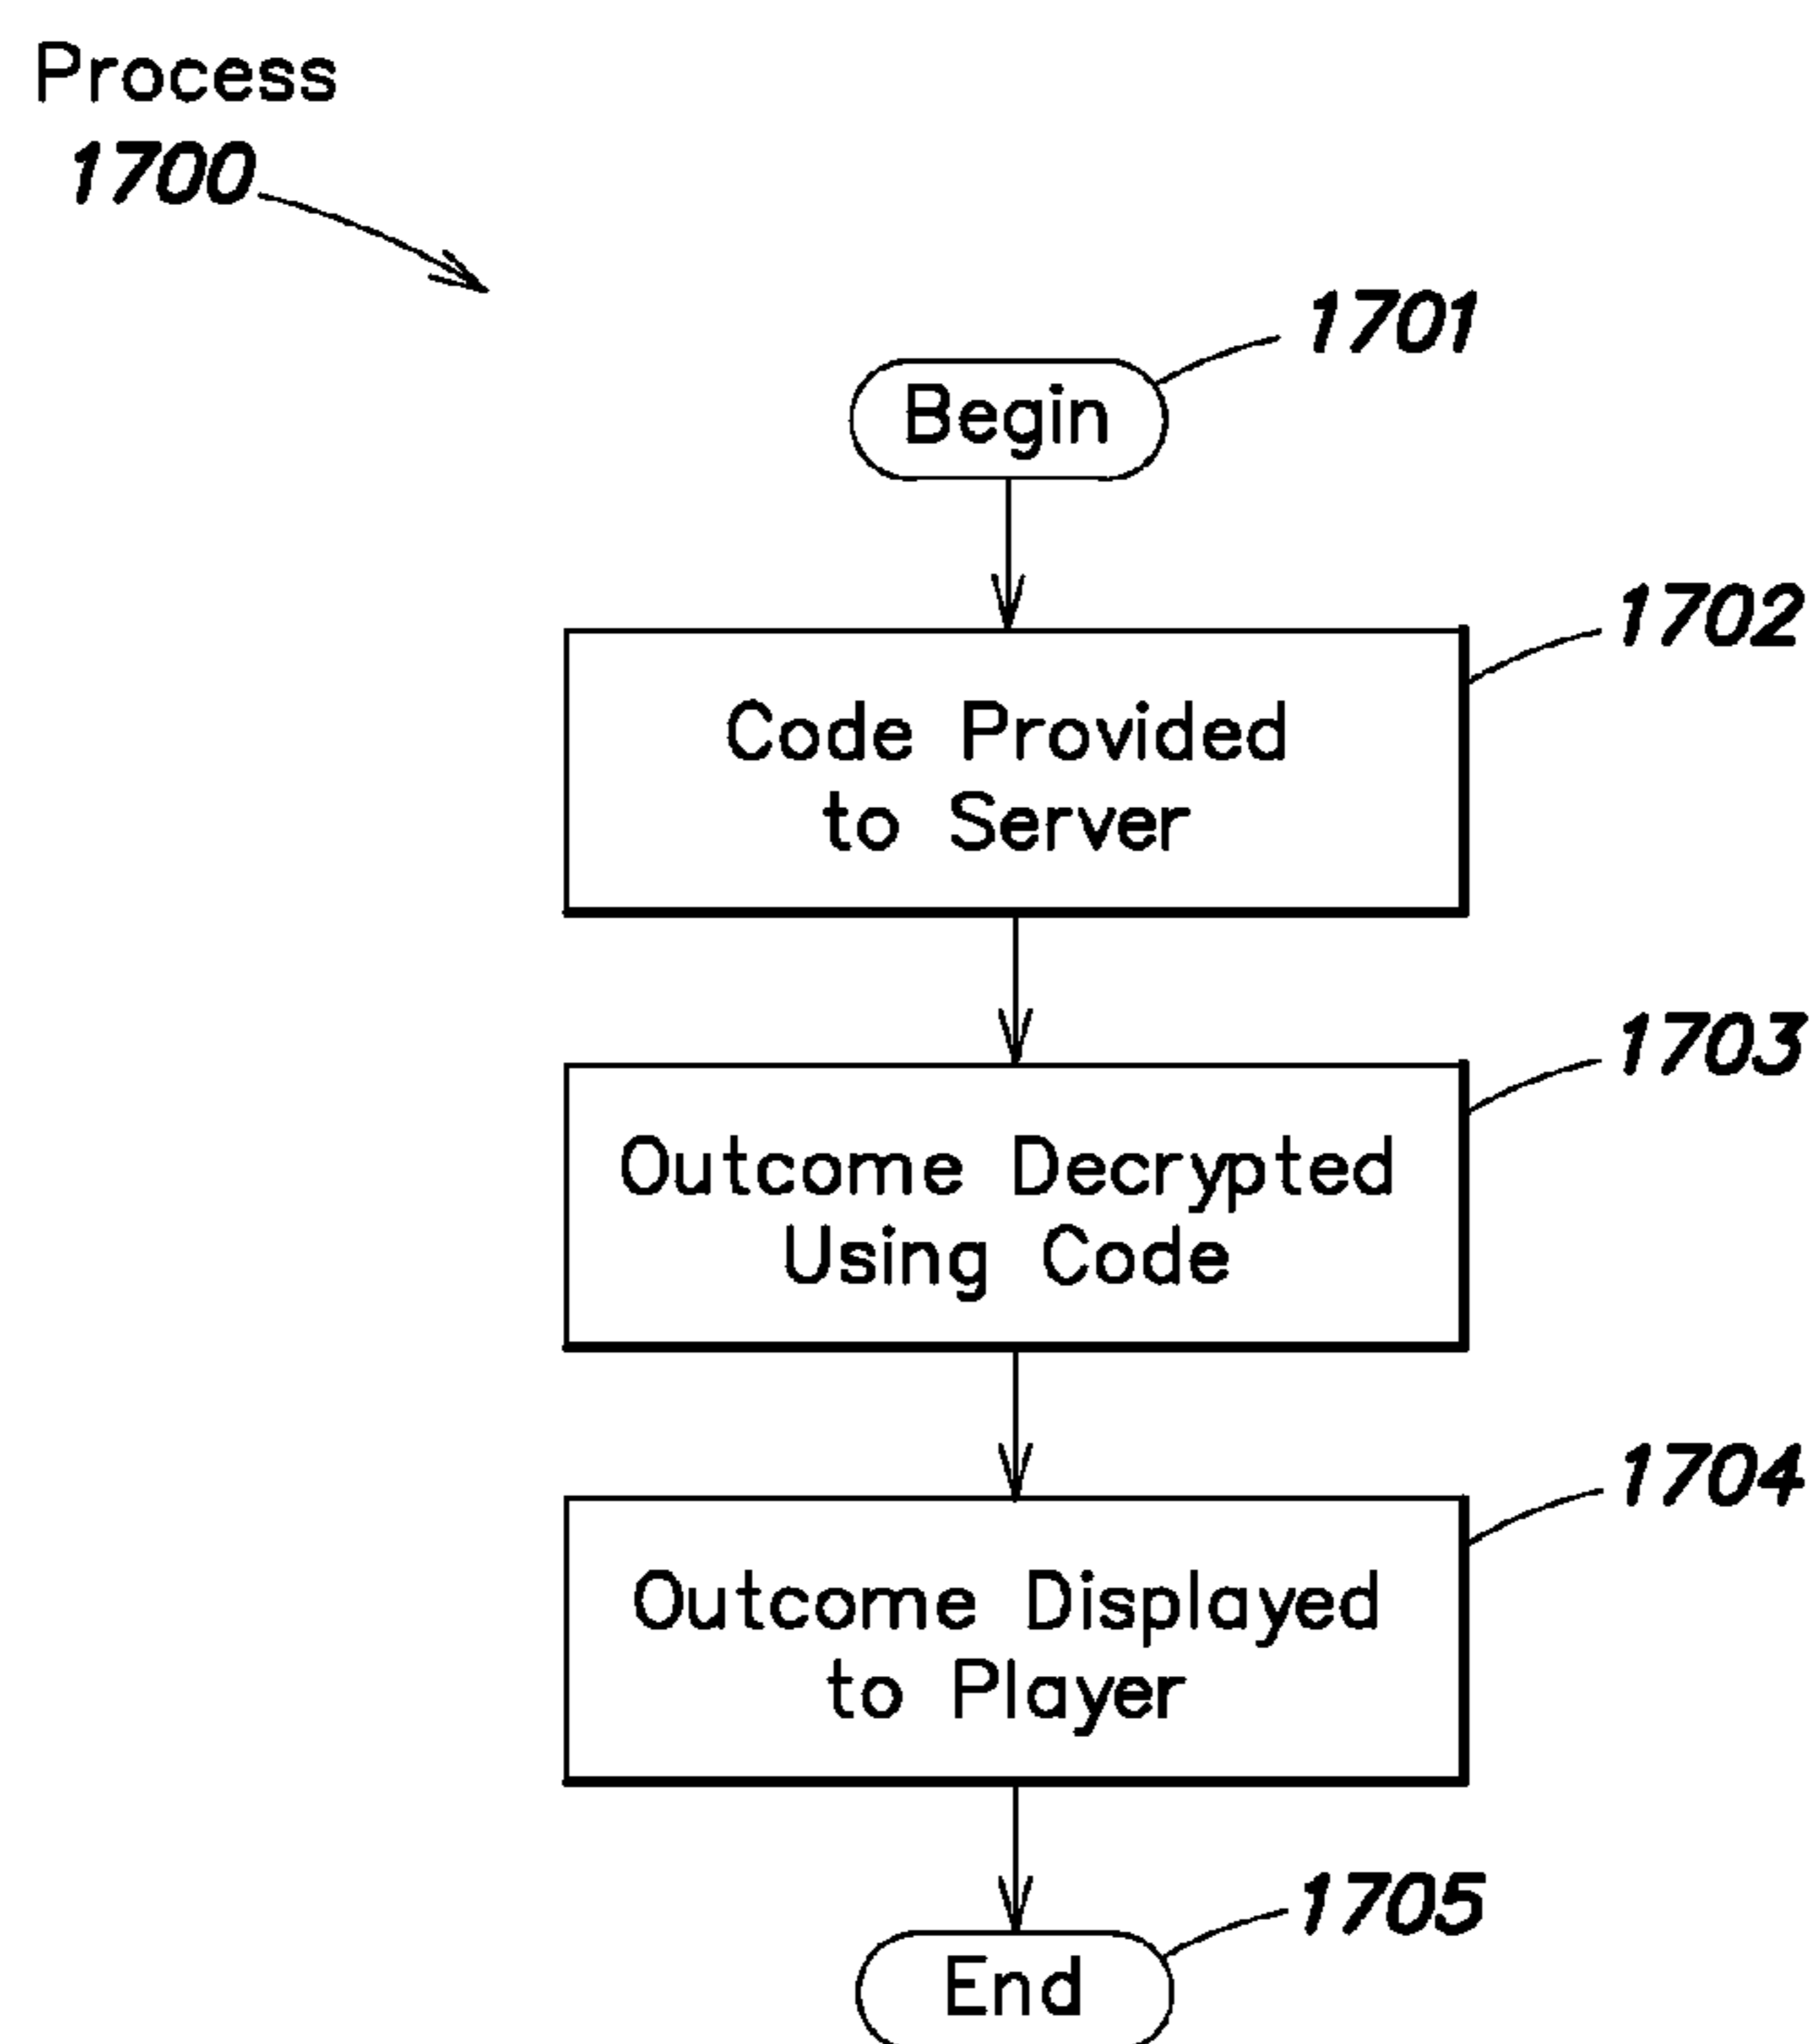 Process
1700
1701
Begin
1702
Code Provided
to Server
1703
Outcome Decrypted
Using Code
1704
Outcome Displayed
to Player
1705
End